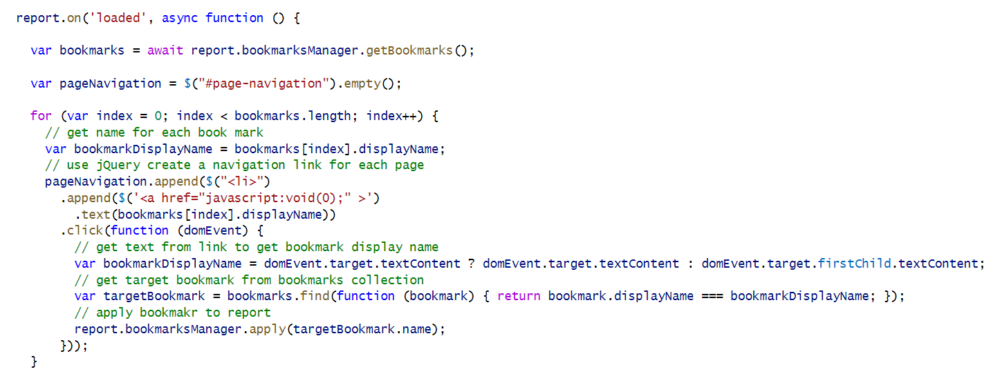 report.on('loaded', async function () {
var bookmarks = await report.bookmarksManager.getBookmarks();
var pageNavigation = $("#page-navigation").empty();
for (var index = 0; index < bookmarks.length; index++) {
// get name for each book mark
var bookmarkDisplayName = bookmarks[index].displayName;
// use jQuery create a navigation link for each page
pageNavigation.append($("<li>")
.append($('<a href="javascript:void(0);" >')
.text(bookmarks[index].displayName))
.click(function (domEvent) {
// get text from link to get bookmark display name
var bookmarkDisplayName = domEvent.target.textContent ? domEvent.target.textContent : domEvent.target.firstChild.textContent;
// get target bookmark from bookmarks collection
var targetBookmark = bookmarks.find(function (bookmark) { return bookmark.displayName === bookmarkDisplayName; });
// apply bookmakr to report
report.bookmarksManager.apply(targetBookmark.name);
}));
}